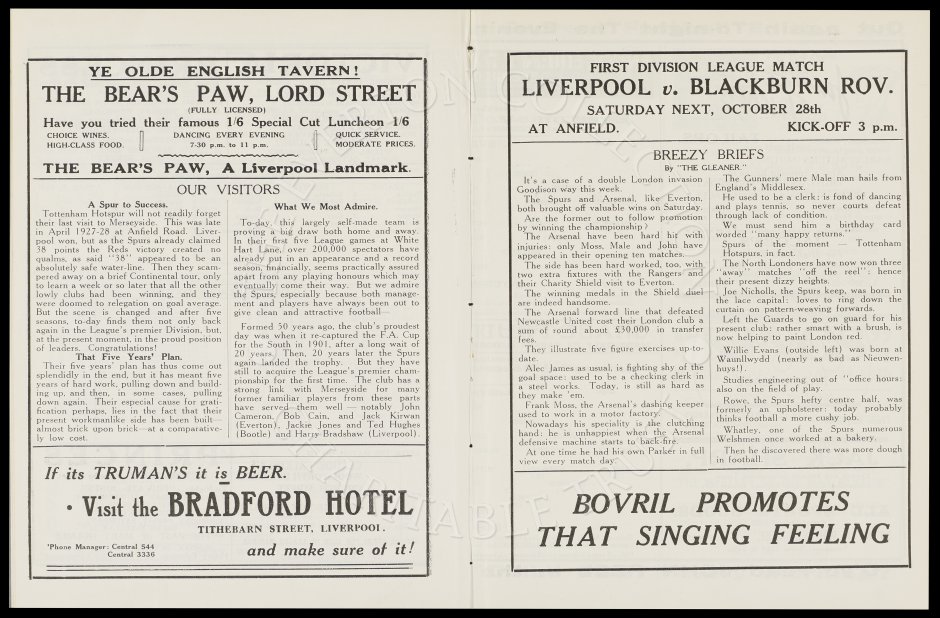 YE OLDE ENGLISH TAVERN!
THE BEAR'S PAW, LORD STREET
(FULLY LICENSED)
Have you tried their famous 1/6 Special Cut Luncheon 1/6
CHOICE WINES.
HIGH-CLASS FOOD.
DANCING EVERY EVENING
7-30 p.m. to 11 p.m.
QUICK SERVICE.
MODERATE PRICES.
THE BEAR'S PAW, A Liverpool Landmark.
OUR VISITORS
A Spur to Success.
Tottenham Hotspur will not readily forget
their last visit to Merseyside. This was late
in April 1927-28 at Anfield Road. Liver-
pool won, but as the Spurs already claimed
38 points the Reds victory created no
qualms, as said "38" appeared to be an
absolutely safe water-line. Then they scam-
pered away on a brief Continental tour, only
to learn a week or so later that all the other
lowly clubs had been winning, and they
were doomed to relegation on goal average.
But the scene is changed and after five
seasons, to-day finds them not only back
again in the League's premier Division, but,
at the present moment, in the proud position
of leaders. Congratulations!
That Five Years' Plan.
Their five years' plan has thus come out
splendidly in the end, but it has meant five
years of hard work, pulling down and build-
ing up, and then, in some cases, pulling
down again. Their especial cause for grati-
fication perhaps, lies in the fact that their
present workmanlike side has been built—
almost brick upon brick—at a comparative-
ly low cost.
What We Most Admire.
To-day, this largely self-made team is
proving a big draw both home and away.
In their first five League games at White
Hart Lane, over 200,000 spectators have
already put in an appearance and a record
season, financially, seems practically assured
apart from any playing honours which may
eventually come their way. But we admire
the Spurs, especially because both manage-
ment and players have always been out to
give clean and attractive football—
Formed 50 years ago, the club's proudest
day was when it re-captured the F.A. Cup
for the South in 1901, after a long wait of
20 years. Then, 20 years later the Spurs
again landed the trophy. But they have
still to acquire the League's premier cham-
pionship for the first time. The club has a
strong link with Merseyside for many
former familiar players from these parts
have served them well — notably John
Cameron, Bob Cain, and Jack Kirwan
(Everton), Jackie Jones and Ted Hughes
(Bootle) and Harry Bradshaw (Liverpool).
If its TRUMAN'S it is BEER.
· Visit the BRADFORD HOTEL
TITHEBARN STREET, LIVERPOOL.
'Phone Manager: Central 544
Central 3336
and make sure of it!
FIRST DIVISION LEAGUE MATCH
LIVERPOOL v. BLACKBURN ROV.
SATURDAY NEXT, OCTOBER 28th
AT ANFIELD.
KICK-OFF 3 p.m.
BREEZY BRIEFS
By "THE GLEANER."
It's a case of a double London invasion
Goodison way this week.
The Spurs and Arsenal, like Everton,
both brought off valuable wins on Saturday.
Are the former out to follow promotion
by winning the championship?
The Arsenal have been hard hit with
injuries: only Moss, Male and John have
appeared in their opening ten matches.
The side has been hard worked, too, with
two extra fixtures with the Rangers and
their Charity Shield visit to Everton.
The winning medals in the Shield duel
are indeed handsome.
The Arsenal forward line that defeated
Newcastle United cost their London club a
sum of round about £30,000 in transfer
fees.
They illustrate five figure exercises up-to-
date.
Alec James as usual, is fighting shy of the
goal space: used to be a checking clerk in
a steel works. Today, is still as hard as
they make 'em.
Frank Moss, the Arsenal's dashing keeper
used to work in a motor factory.
Nowadays his speciality is the clutching
hand: he is unhappiest when the Arsenal
defensive machine starts to back-fire.
At one time he had his own Parker in full
view every match day.
The Gunners' mere Male man hails from
England's Middlesex.
He used to be a clerk: is fond of dancing
and plays tennis, so never courts defeat
through lack of condition.
We must send him a birthday card
worded "many happy returns."
Spurs of the moment — Tottenham
Hotspurs, in fact.
The North Londoners have now won three
"away" matches "off the reel": hence
their present dizzy heights.
Joe Nicholls, the Spurs keep, was born in
the lace capital: loves to ring down the
curtain on pattern-weaving forwards.
Left the Guards to go on guard for his
present club: rather smart with a brush, is
now helping to paint London red.
Willie Evans (outside left) was born at
Waunllwydd (nearly as bad as Nieuwen-
huys!).
Studies engineering out of "office hours:
also on the field of play.
Rowe, the Spurs hefty centre half, was
formerly an upholsterer: today probably
thinks football a more cushy job.
Whatley, one of the Spurs numerous
Welshmen once worked at a bakery.
Then he discovered there was more dough
in football.
BOVRIL PROMOTES
THAT SINGING FEELING